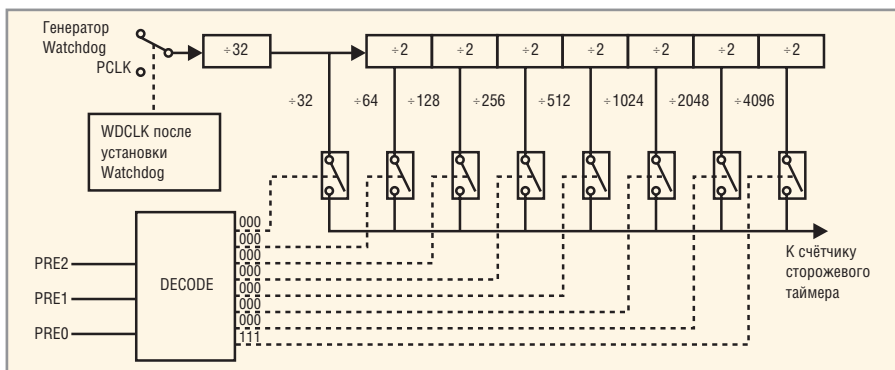 Генератор
Watchdog
PCLK
÷32
÷2 ÷2 ÷2 ÷2 ÷2 ÷2 ÷2
÷32 ÷64 ÷128 ÷256 ÷512 ÷1024 ÷2048 ÷4096
WDCLK после
установки
Watchdog
PRE2
PRE1
PRE0
DECODE
000
000
000
000
000
000
000
111
К счётчику
сторожевого
таймера